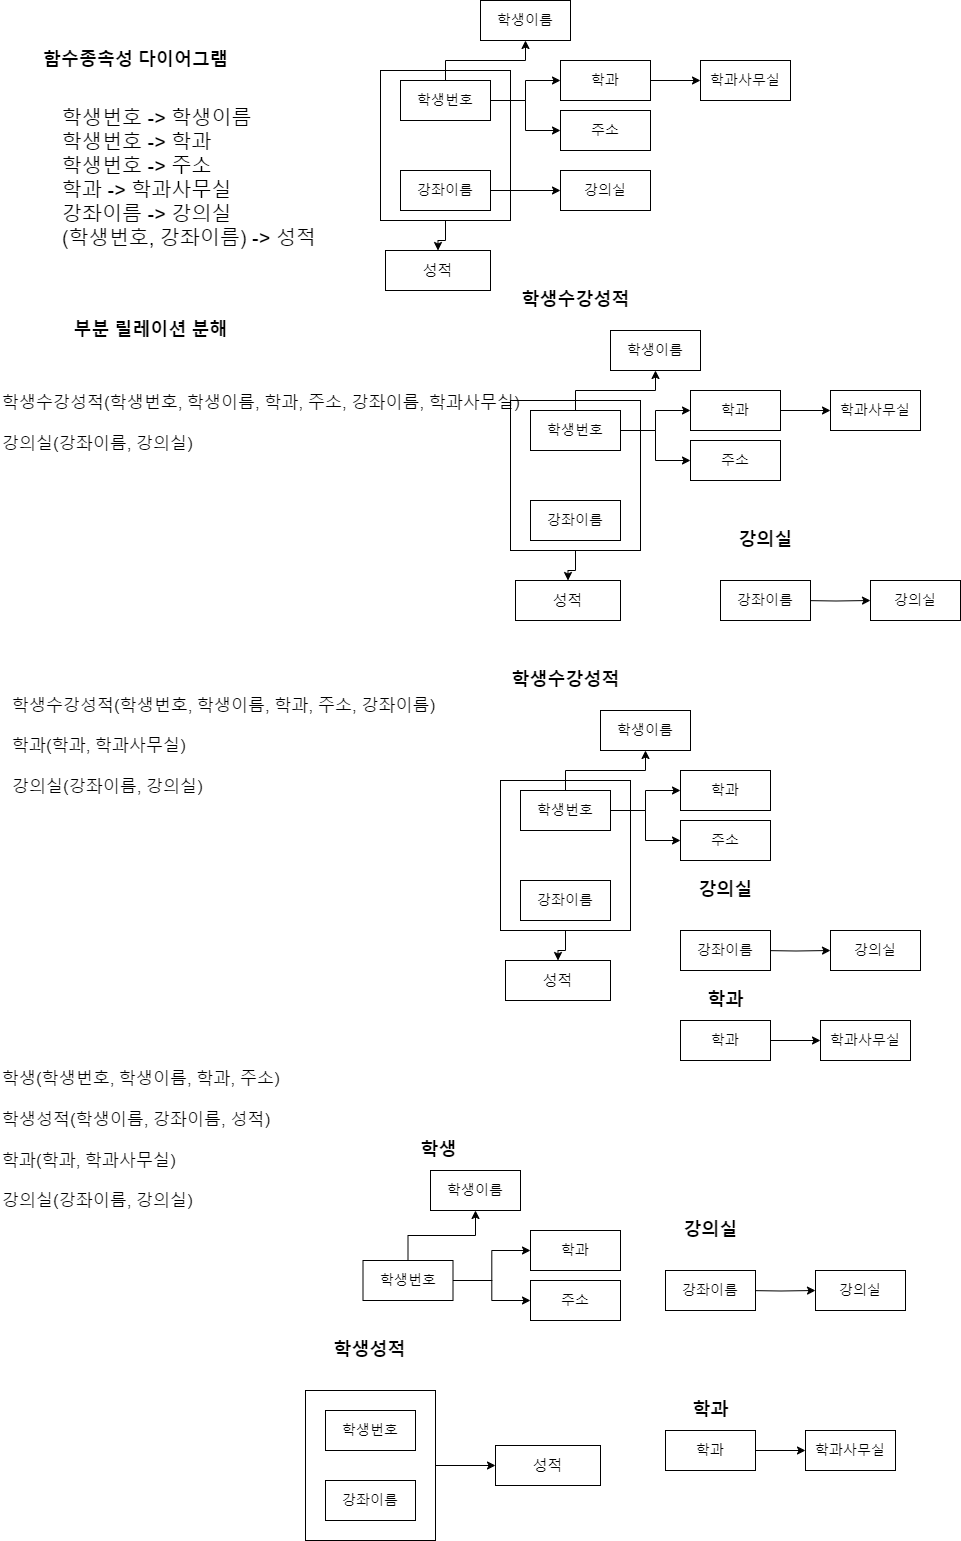 함수종속성 다이어그램
학생번호 -> 학생이름
학생번호 -> 학과
학생번호 -> 주소
학과 -> 학과사무실
강좌이름 -> 강의실
(학생번호, 강좌이름) -> 성적
학생이름
학생번호
학과
학과사무실
주소
강좌이름
강의실
성적
부분 릴레이션 분해
학생수강성적(학생번호, 학생이름, 학과, 주소, 강좌이름, 학과사무실)
강의실(강좌이름, 강의실)
학생수강성적
학생이름
학생번호
학과
학과사무실
주소
강좌이름
성적
강의실
강좌이름
강의실
학생수강성적(학생번호, 학생이름, 학과, 주소, 강좌이름)
학과(학과, 학과사무실)
강의실(강좌이름, 강의실)
학생수강성적
학생이름
학생번호
학과
주소
강좌이름
성적
강의실
강좌이름
강의실
학과
학과
학과사무실
학생(학생번호, 학생이름, 학과, 주소)
학생성적(학생이름, 강좌이름, 성적)
학과(학과, 학과사무실)
강의실(강좌이름, 강의실)
학생
학생이름
학생번호
학과
주소
강의실
강좌이름
강의실
학생성적
학생번호
강좌이름
성적
학과
학과
학과사무실